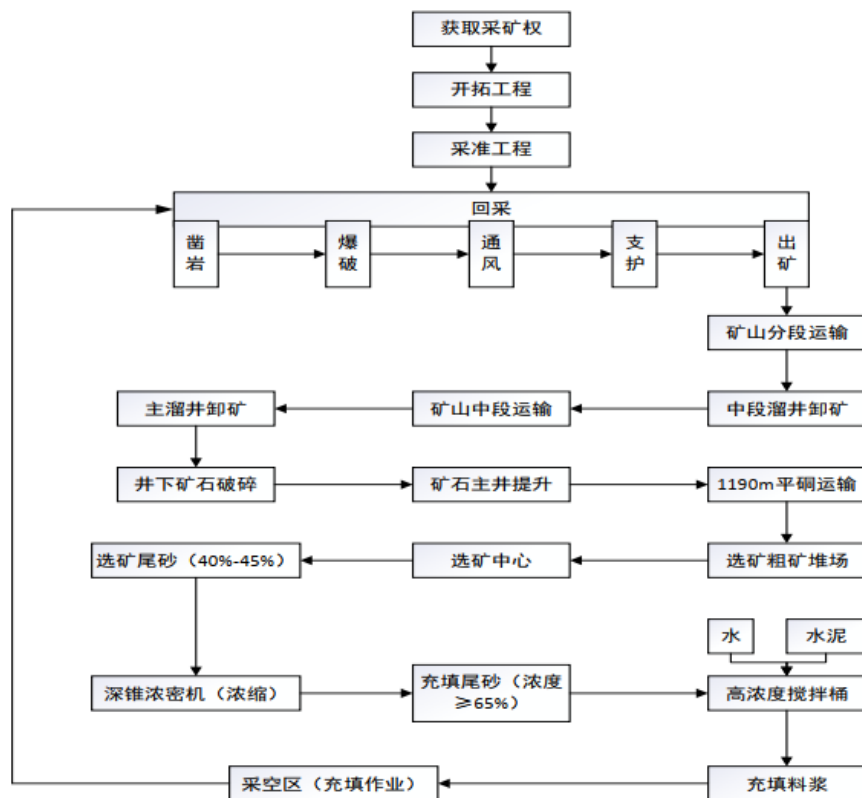 获取采矿权
开拓工程
采准工程
回采
凿岩
爆破
通风
支护
出矿
矿山分段运输
主溜井卸矿
矿山中段运输
中段溜井卸矿
井下矿石破碎
矿石主井提升
1190m平硐运输
选矿尾砂（40%-45%）
选矿中心
选矿粗矿堆场
水
水泥
深锥浓密机（浓缩）
充填尾砂（浓度
≥65%）
高浓度搅拌桶
采空区（充填作业）
充填料浆